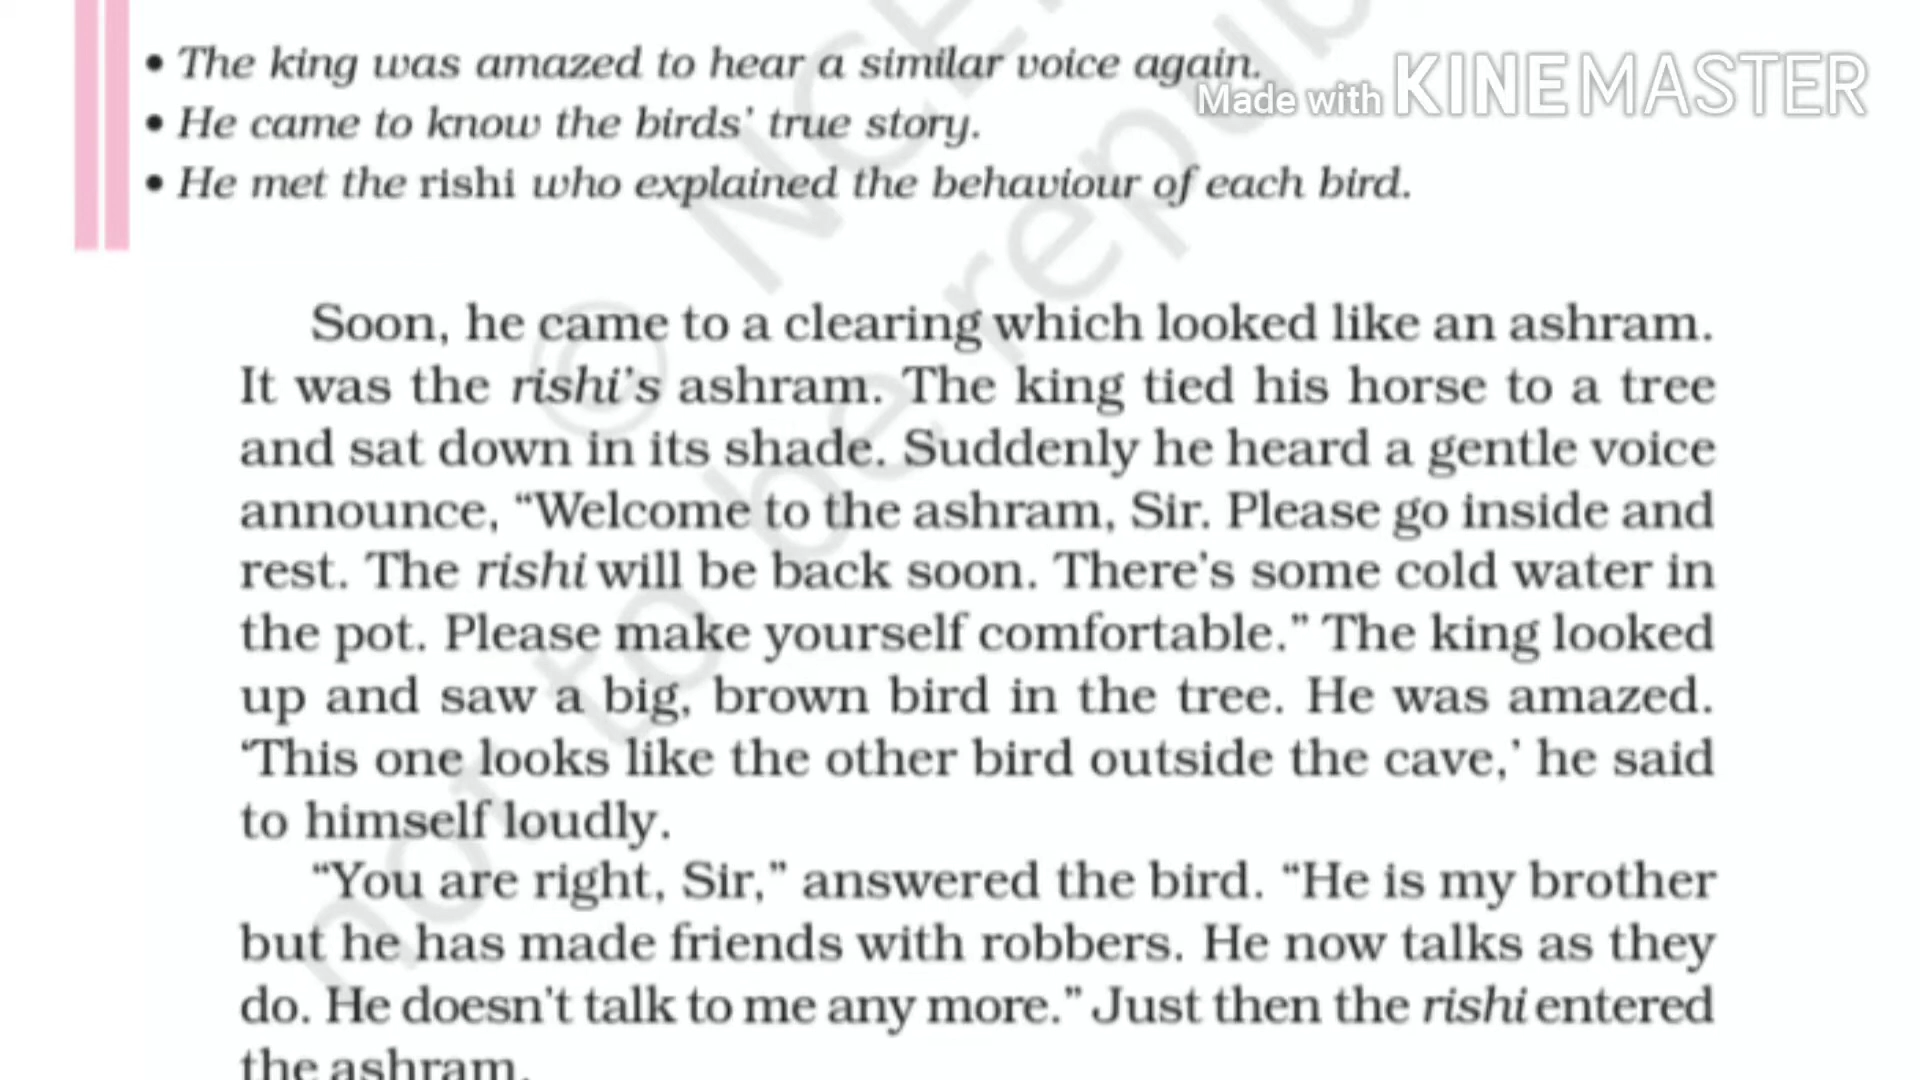 • The king was amazed to hear a similar voice again.
Made with KINEMASTER
• He came to know the birds’ true story.
• He met the rishi who explained the behaviour of each bird.
Soon, he came to a clearing which looked like an ashram.
It was the rishi’s ashram. The king tied his horse to a tree
and sat down in its shade. Suddenly he heard a gentle voice
announce, “Welcome to the ashram, Sir. Please go inside and
rest. The rishi will be back soon. There’s some cold water in
the pot. Please make yourself comfortable.” The king looked
up and saw a big, brown bird in the tree. He was amazed.
‘This one looks like the other bird outside the cave,’ he said
to himself loudly.
“You are right, Sir,” answered the bird. “He is my brother
but he has made friends with robbers. He now talks as they
do. He doesn’t talk to me any more.” Just then the rishi entered
the ashram.
© NCE
not to be repub